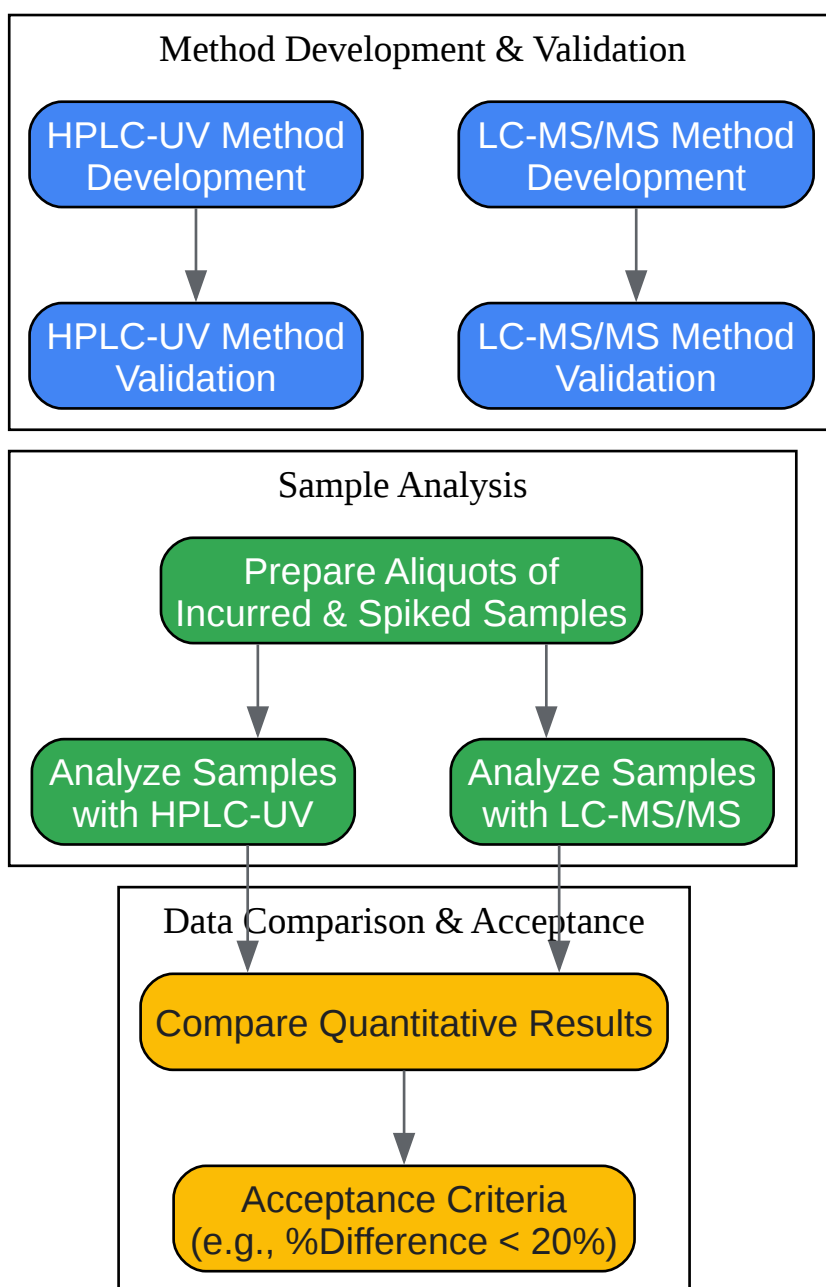 Method Development & Validation
HPLC-UV Method
Development
LC-MS/MS Method
Development
HPLC-UV Method
Validation
LC-MS/MS Method
Validation
Sample Analysis
Prepare Aliquots of
Incurred & Spiked Samples
Analyze Samples
with HPLC-UV
Analyze Samples
with LC-MS/MS
Data Comparison & Acceptance
Compare Quantitative Results
Acceptance Criteria
(e.g., %Difference < 20%)